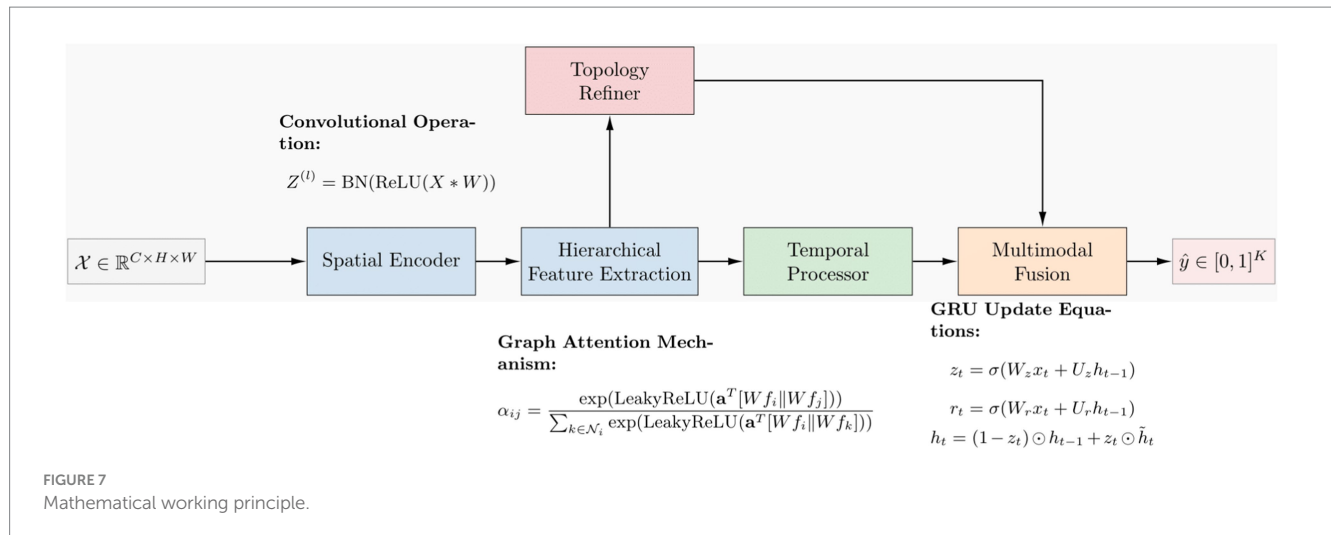 Topology
Refiner
Convolutional Opera-
tion:
Z^{(l)} = BN(ReLU(X ∗ W))
𝒳 ∈ ℝ^{C×H×W}
Spatial Encoder
Hierarchical
Feature Extraction
Temporal
Processor
Multimodal
Fusion
ŷ ∈ [0, 1]^K
Graph Attention Mech-
anism:
α_{ij} = exp(LeakyReLU(𝐚^T[Wf_i||Wf_j])) / ∑_{k∈𝒩_i} exp(LeakyReLU(𝐚^T[Wf_i||Wf_k]))
GRU Update Equa-
tions:
z_t = σ(W_z x_t + U_z h_{t−1})
r_t = σ(W_r x_t + U_r h_{t−1})
h_t = (1 − z_t) ⊙ h_{t−1} + z_t ⊙ h̃_t
FIGURE 7
Mathematical working principle.